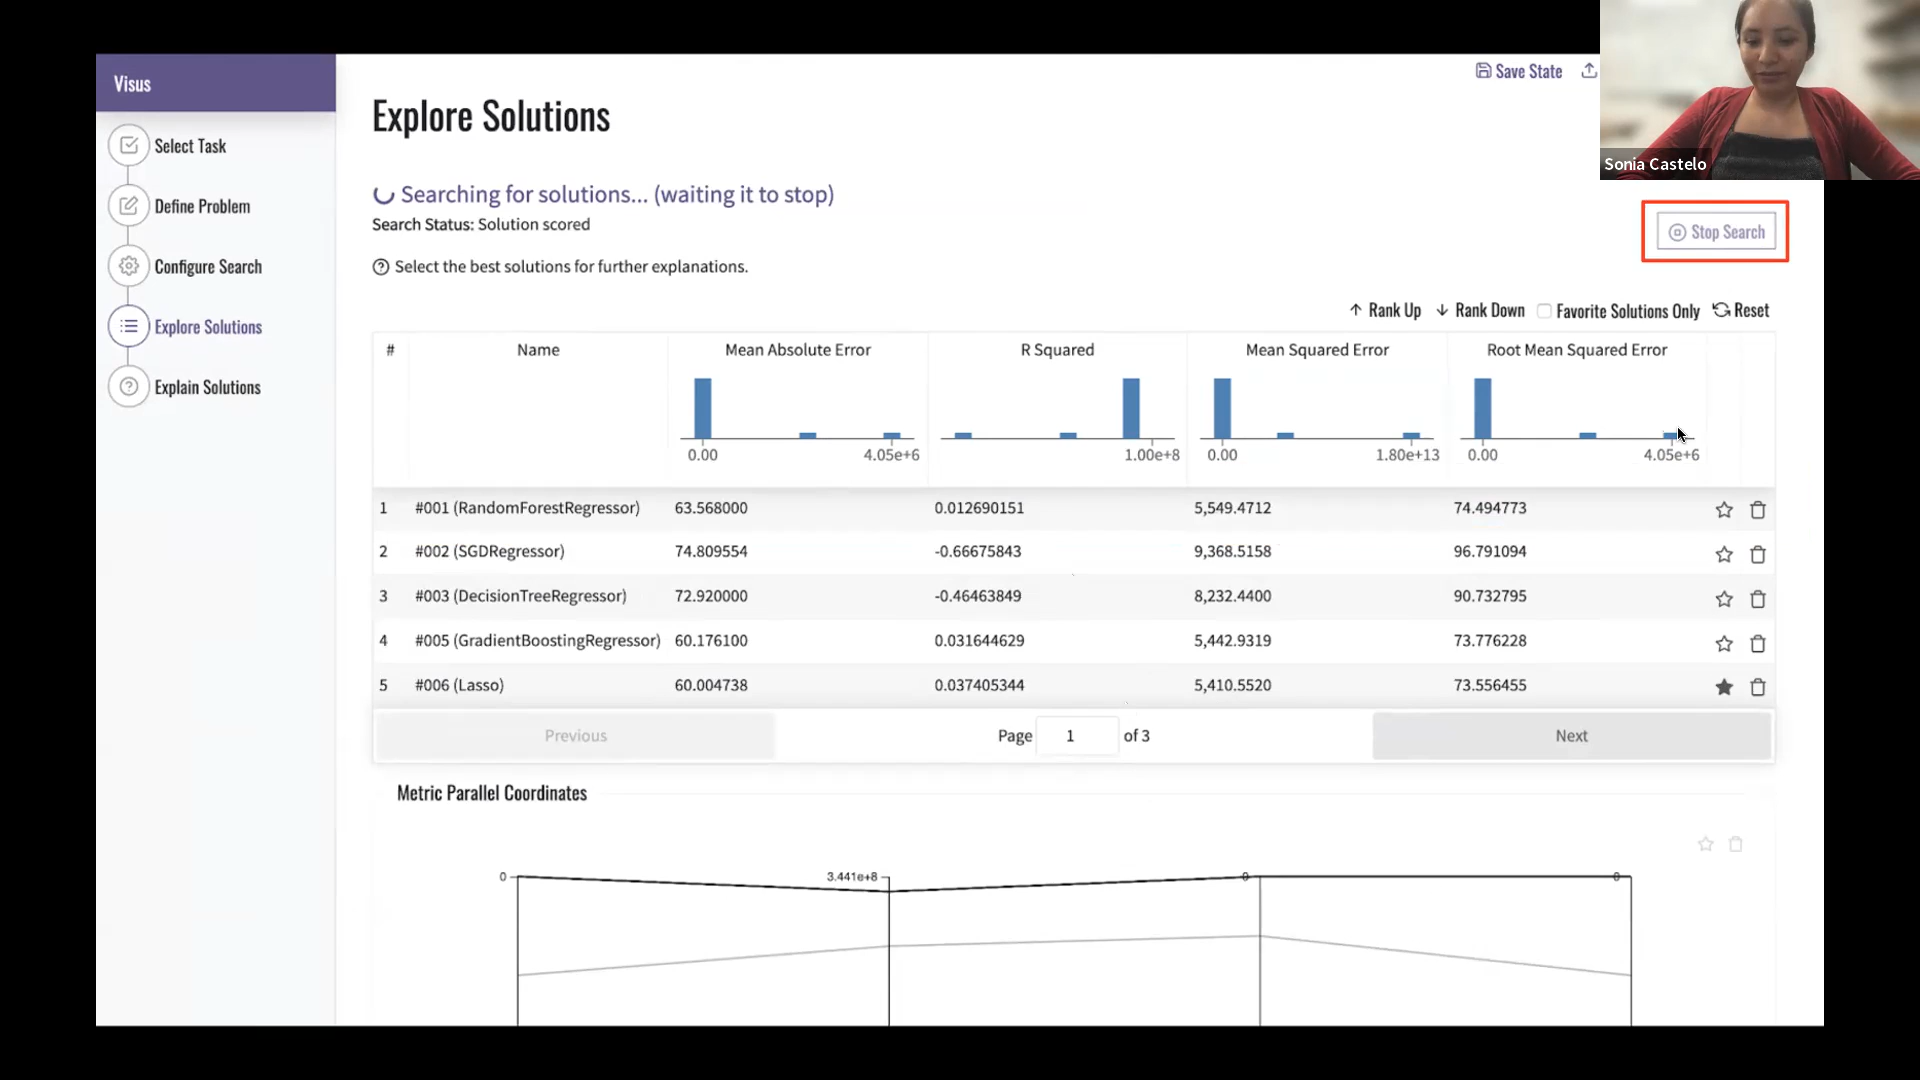 Visus
Save State
Sonia Castelo
Select Task
Define Problem
Configure Search
Explore Solutions
Explain Solutions
Explore Solutions
Searching for solutions... (waiting it to stop)
Search Status: Solution scored
Stop Search
Select the best solutions for further explanations.
Rank Up Rank Down Favorite Solutions Only Reset
# Name Mean Absolute Error R Squared Mean Squared Error Root Mean Squared Error
0.00 4.05e+6 1.00e+8 0.00 1.80e+13 0.00 4.05e+6
1 #001 (RandomForestRegressor) 63.568000 0.012690151 5,549.4712 74.494773
2 #002 (SGDRegressor) 74.809554 -0.66675843 9,368.5158 96.791094
3 #003 (DecisionTreeRegressor) 72.920000 -0.46463849 8,232.4400 90.732795
4 #005 (GradientBoostingRegressor) 60.176100 0.031644629 5,442.9319 73.776228
5 #006 (Lasso) 60.004738 0.037405344 5,410.5520 73.556455
Previous Page 1 of 3 Next
Metric Parallel Coordinates
0 3.441e+8 0 0